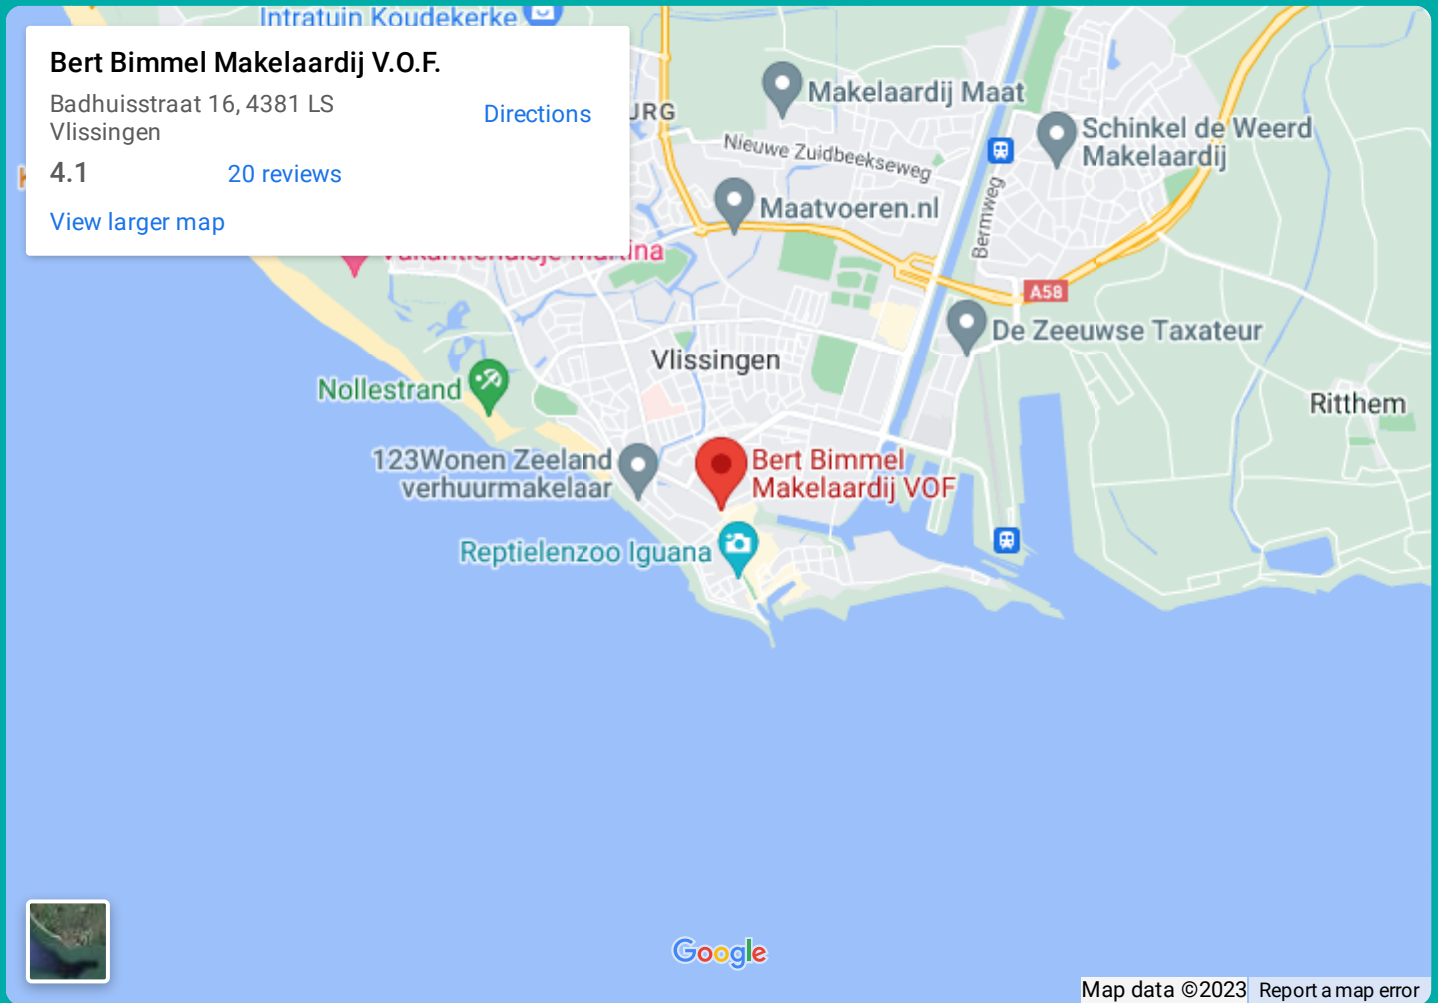 Intratuin Koudekerke
Bert Bimmel Makelaardij V.O.F.
Badhuisstraat 16, 4381 LS
Vlissingen
Directions
4.1
20 reviews
View larger map
Makelaardij Maat
Schinkel de Weerd
Makelaardij
Nieuwe Zuidbeekseweg
Maatvoeren.nl
Bermweg
A58
De Zeeuwse Taxateur
Vlissingen
Nollestrand
Ritthem
123Wonen Zeeland
verhuurmakelaar
Bert Bimmel
Makelaardij VOF
Reptielenzoo Iguana
Google
Map data ©2023
Report a map error